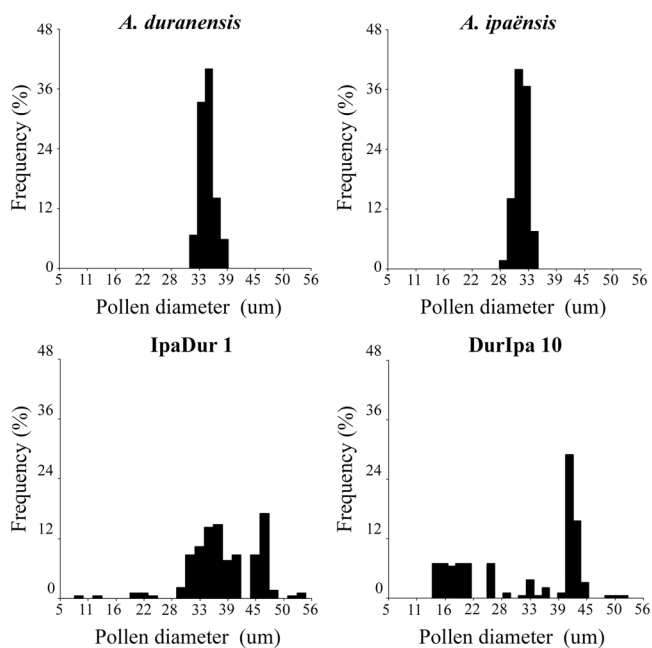 A. duranensis
48
36
24
12
0
Frequency (%)
5 11 16 22 28 33 39 45 50 56
Pollen diameter (um)
A. ipaënsis
48
36
24
12
0
Frequency (%)
5 11 16 22 28 33 39 45 50 56
Pollen diameter (um)
IpaDur 1
48
36
24
12
0
Frequency (%)
5 11 16 22 28 33 39 45 50 56
Pollen diameter (um)
DurIpa 10
48
36
24
12
0
Frequency (%)
5 11 16 22 28 33 39 45 50 56
Pollen diameter (um)